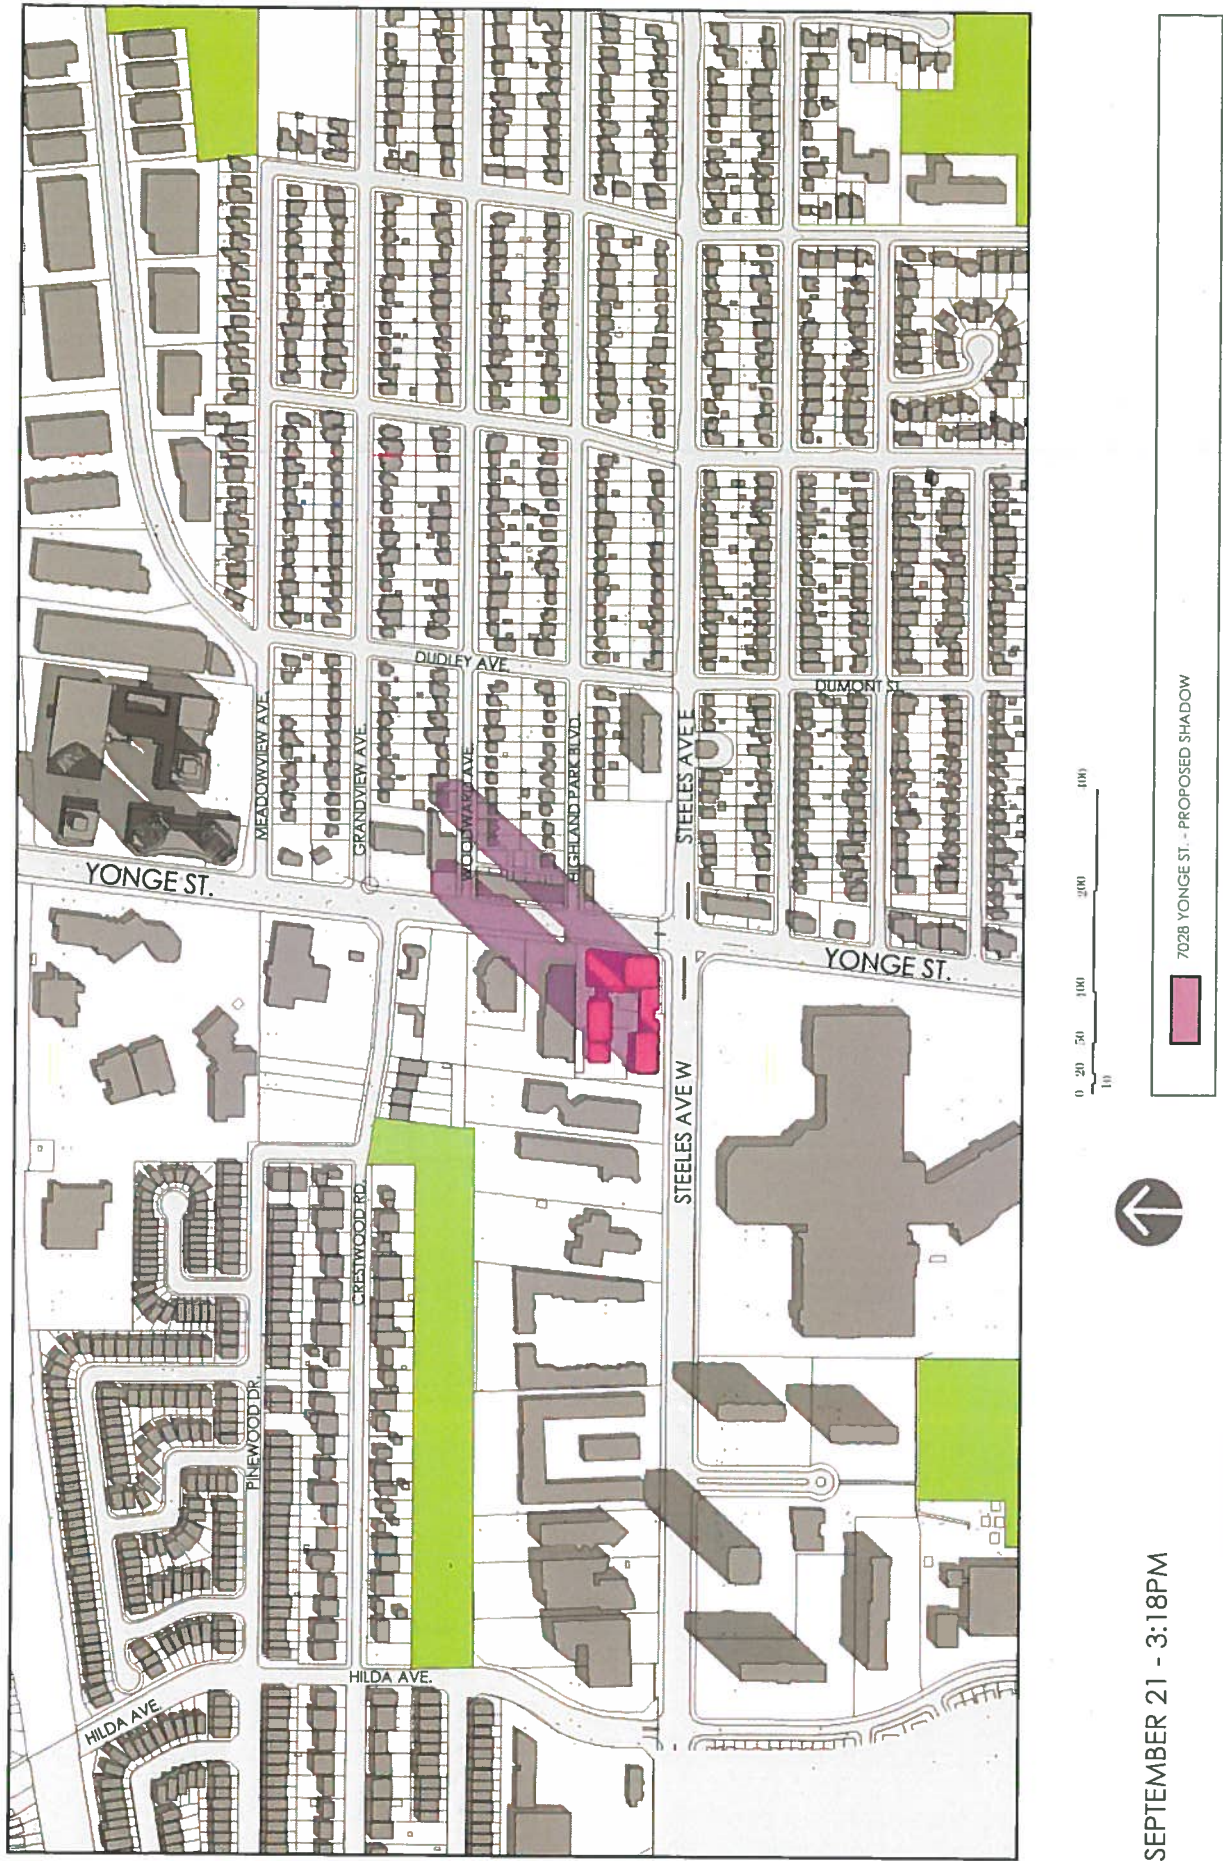 YONGE ST.
MEADOWVIEW AVE.
GRANDVIEW AVE.
DUDLEY AVE.
WOODWARD AVE.
HIGHLAND PARK BLVD.
STEELES AVE E
DUMONT ST.
YONGE ST.
STEELES AVE W
CRESTWOOD RD.
PINEWOOD DR.
HILDA AVE.
HILDA AVE.
0 20 50 100 200 400
10
7028 YONGE ST. - PROPOSED SHADOW
SEPTEMBER 21 - 3:18PM